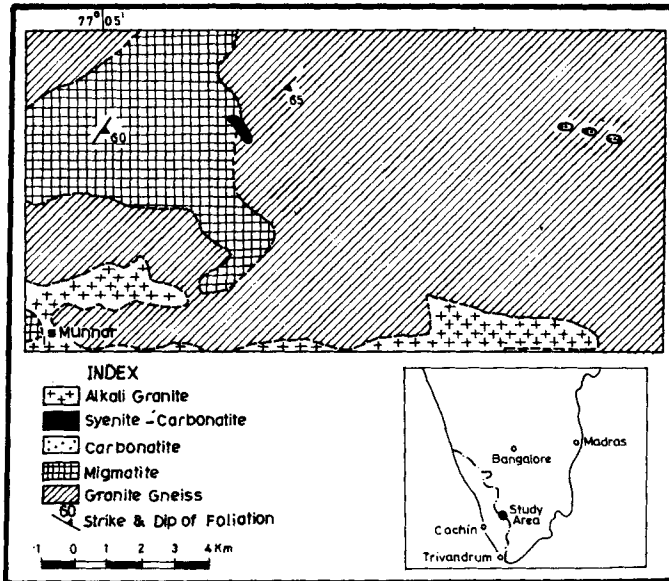 77° 05'
65
60
Munnar
INDEX
Alkali Granite
Syenite - Carbonatite
Carbonatite
Migmatite
Granite Gneiss
60
Strike & Dip of Foliation
1 0 1 2 3 4 Km
Madras
Bangalore
Study
Area
Cochin
Trivandrum